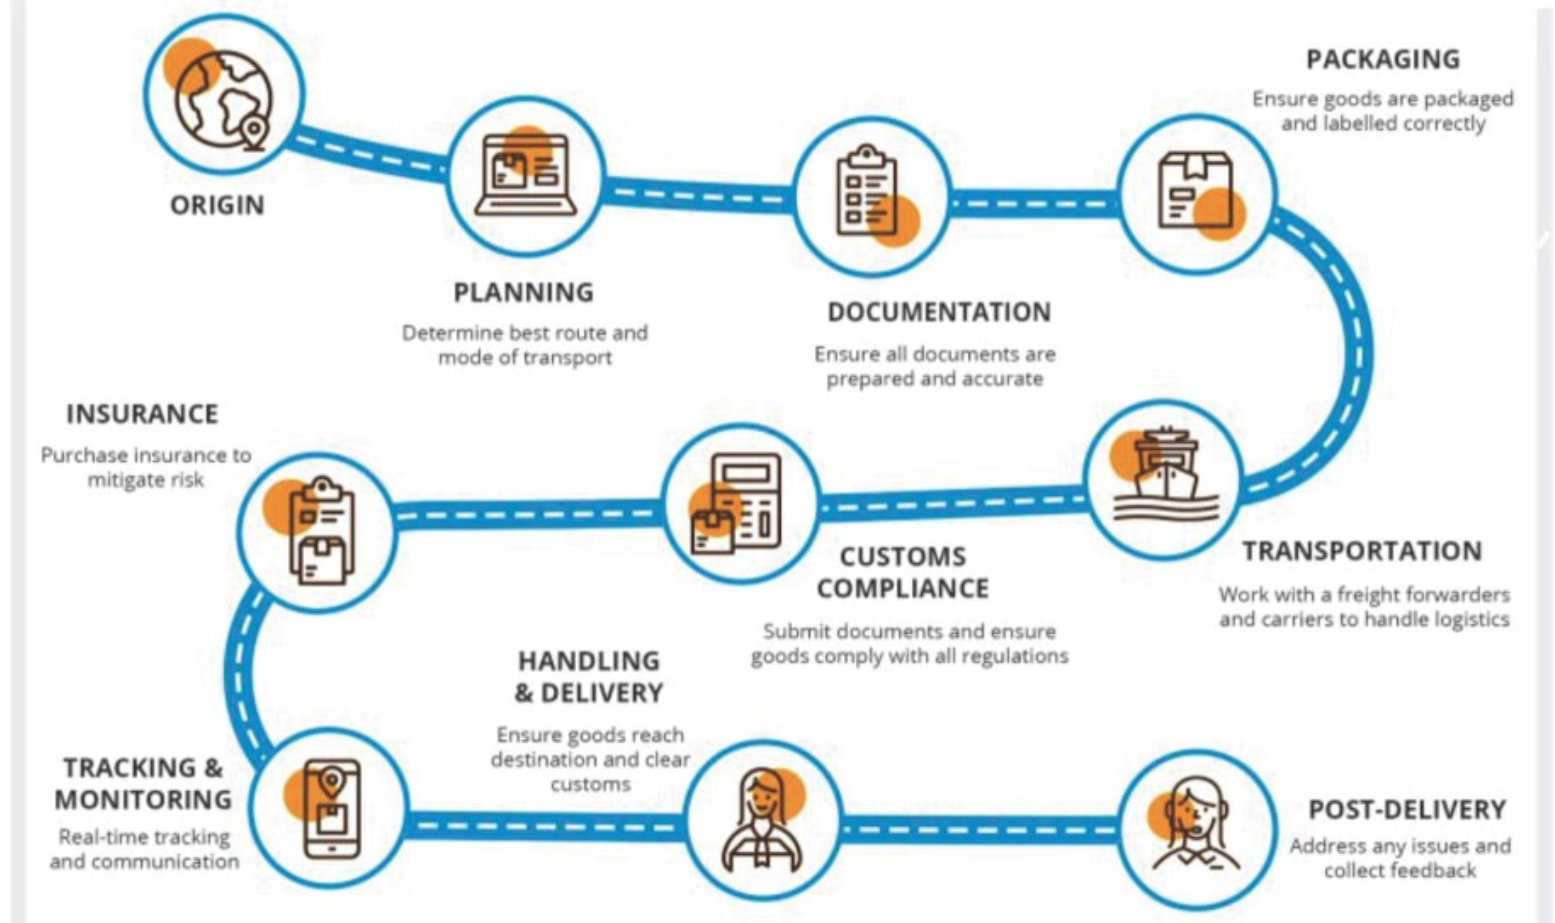 ORIGIN
PLANNING
Determine best route and
mode of transport
DOCUMENTATION
Ensure all documents are
prepared and accurate
PACKAGING
Ensure goods are packaged
and labelled correctly
TRANSPORTATION
Work with a freight forwarders
and carriers to handle logistics
CUSTOMS
COMPLIANCE
Submit documents and ensure
goods comply with all regulations
INSURANCE
Purchase insurance to
mitigate risk
TRACKING &
MONITORING
Real-time tracking
and communication
HANDLING
& DELIVERY
Ensure goods reach
destination and clear
customs
POST-DELIVERY
Address any issues and
collect feedback